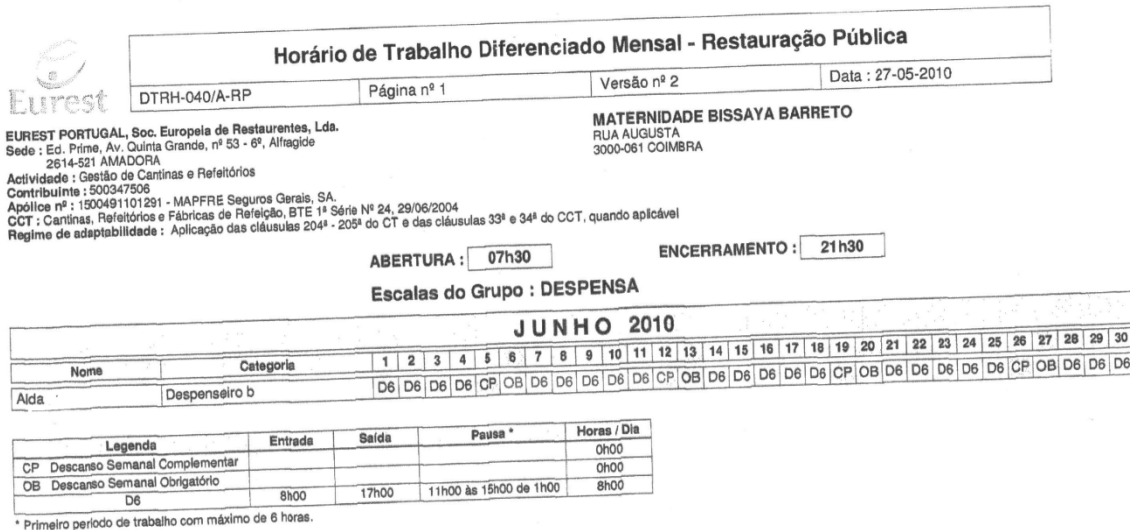 Eurest
Horário de Trabalho Diferenciado Mensal - Restauração Pública
DTRH-040/A-RP Página nº 1 Versão nº 2 Data : 27-05-2010
EUREST PORTUGAL, Soc. Europeia de Restaurantes, Lda.
Sede : Ed. Prime, Av. Quinta Grande, nº 53 - 6º, Alfragide
2614-521 AMADORA
Actividade : Gestão de Cantinas e Refeitórios
Contribuinte : 500347506
Apólice nº : 1500491101291 - MAPFRE Seguros Gerais, SA.
CCT : Cantinas, Refeitórios e Fábricas de Refeição, BTE 1ª Série Nº 24, 29/06/2004
Regime de adaptabilidade : Aplicação das cláusulas 204ª - 205ª do CT e das cláusulas 33ª e 34ª do CCT, quando aplicável
MATERNIDADE BISSAYA BARRETO
RUA AUGUSTA
3000-061 COIMBRA
ABERTURA : 07h30 ENCERRAMENTO : 21h30
Escalas do Grupo : DESPENSA
JUNHO 2010
Nome Categoria 1 2 3 4 5 6 7 8 9 10 11 12 13 14 15 16 17 18 19 20 21 22 23 24 25 26 27 28 29 30
Alda Despenseiro b D6 D6 D6 D6 CP OB D6 D6 D6 D6 D6 CP OB D6 D6 D6 D6 D6 CP OB D6 D6 D6 D6 D6 CP OB D6 D6 D6
Legenda Entrada Saída Pausa * Horas / Dia
CP Descanso Semanal Complementar 0h00
OB Descanso Semanal Obrigatório 0h00
D6 8h00 17h00 11h00 às 15h00 de 1h00 8h00
* Primeiro período de trabalho com máximo de 6 horas.